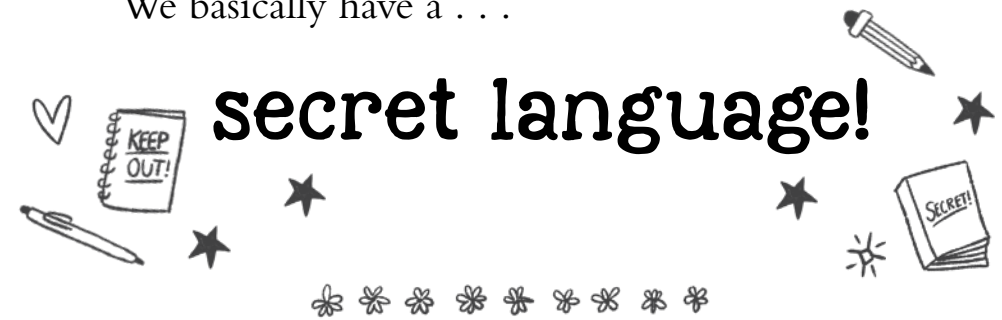 We basically have a . . .
secret language!
KEEP
OUT!
SECRET!